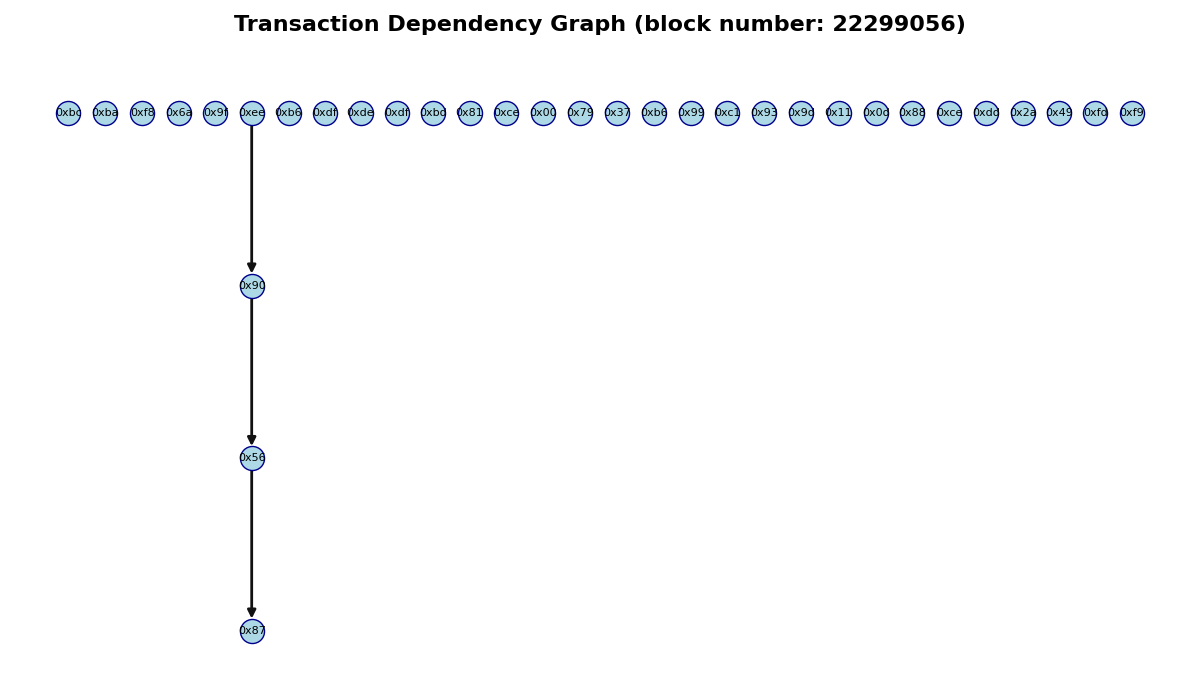 Transaction Dependency Graph (block number: 22299056)
0xbc 0xba 0xf8 0x6a 0x9f 0xee 0xb6 0xdf 0xde 0xdf 0xbd 0x81 0xce 0x00 0x79 0x37 0xb6 0x99 0xc1 0x93 0x9d 0x11 0x0d 0x88 0xce 0xdd 0x2a 0x49 0xfd 0xf9
0x90
0x56
0x87